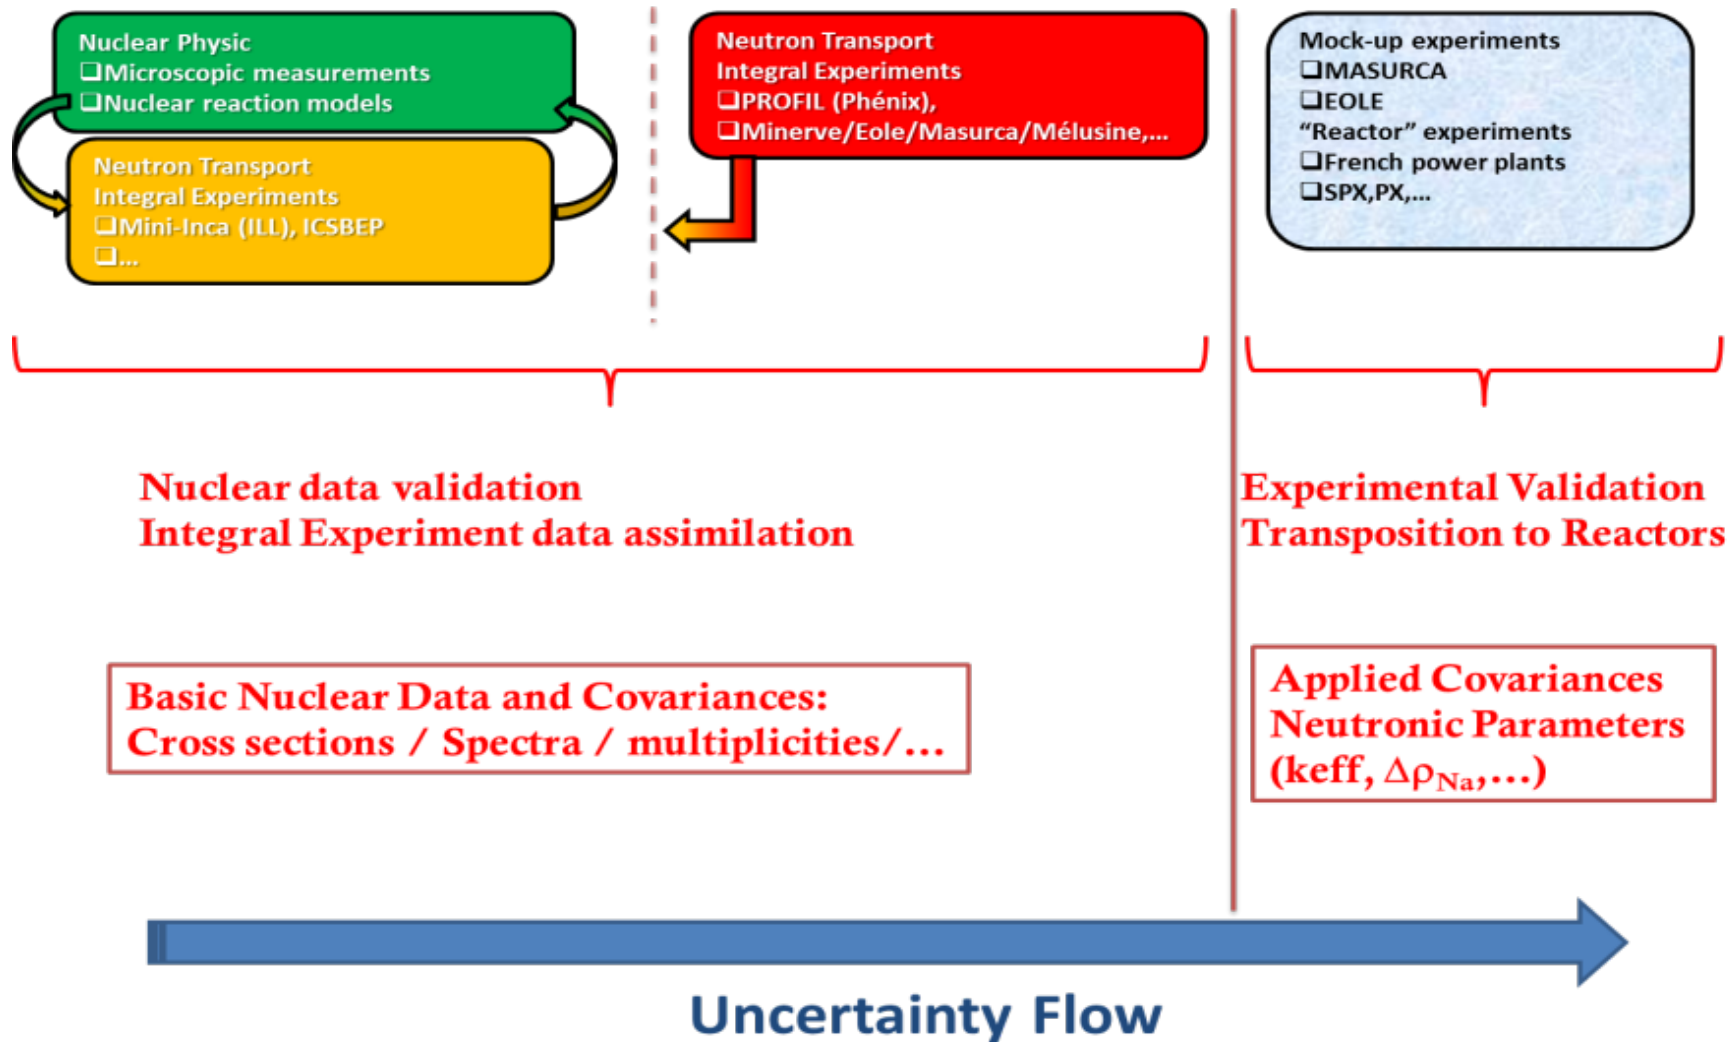 Nuclear Physic
❑Microscopic measurements
❑Nuclear reaction models
Neutron Transport
Integral Experiments
❑Mini-Inca (ILL), ICSBEP
❑...
Neutron Transport
Integral Experiments
❑PROFIL (Phénix),
❑Minerve/Eole/Masurca/Mélusine,...
Mock-up experiments
❑MASURCA
❑EOLE
“Reactor” experiments
❑French power plants
❑SPX,PX,...
Nuclear data validation
Integral Experiment data assimilation
Experimental Validation
Transposition to Reactors
Basic Nuclear Data and Covariances:
Cross sections / Spectra / multiplicities/...
Applied Covariances
Neutronic Parameters
(keff, ΔρNa,...)
Uncertainty Flow